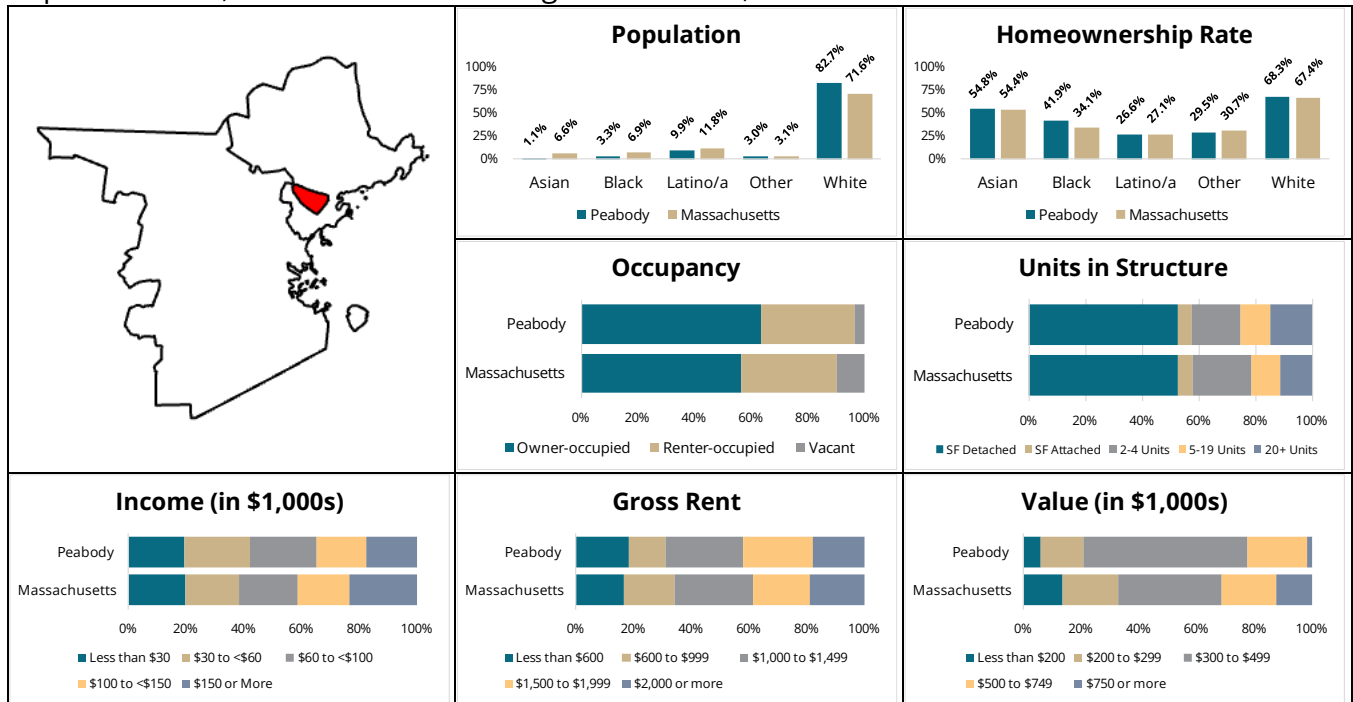 Population
100%
75%
50%
25%
0%
1.1% 6.6% 3.3% 6.9% 9.9% 11.8% 3.0% 3.1% 82.7% 71.6%
Asian Black Latino/a Other White
Peabody Massachusetts
Homeownership Rate
100%
75%
50%
25%
0%
54.8% 54.4% 41.9% 34.1% 26.6% 27.1% 29.5% 30.7% 68.3% 67.4%
Asian Black Latino/a Other White
Peabody Massachusetts
Occupancy
Peabody
Massachusetts
0% 20% 40% 60% 80% 100%
Owner-occupied Renter-occupied Vacant
Units in Structure
Peabody
Massachusetts
0% 20% 40% 60% 80% 100%
SF Detached SF Attached 2-4 Units 5-19 Units 20+ Units
Income (in $1,000s)
Peabody
Massachusetts
0% 20% 40% 60% 80% 100%
Less than $30 $30 to <$60 $60 to <$100
$100 to <$150 $150 or More
Gross Rent
Peabody
Massachusetts
0% 20% 40% 60% 80% 100%
Less than $600 $600 to $999 $1,000 to $1,499
$1,500 to $1,999 $2,000 or more
Value (in $1,000s)
Peabody
Massachusetts
0% 20% 40% 60% 80% 100%
Less than $200 $200 to $299 $300 to $499
$500 to $749 $750 or more